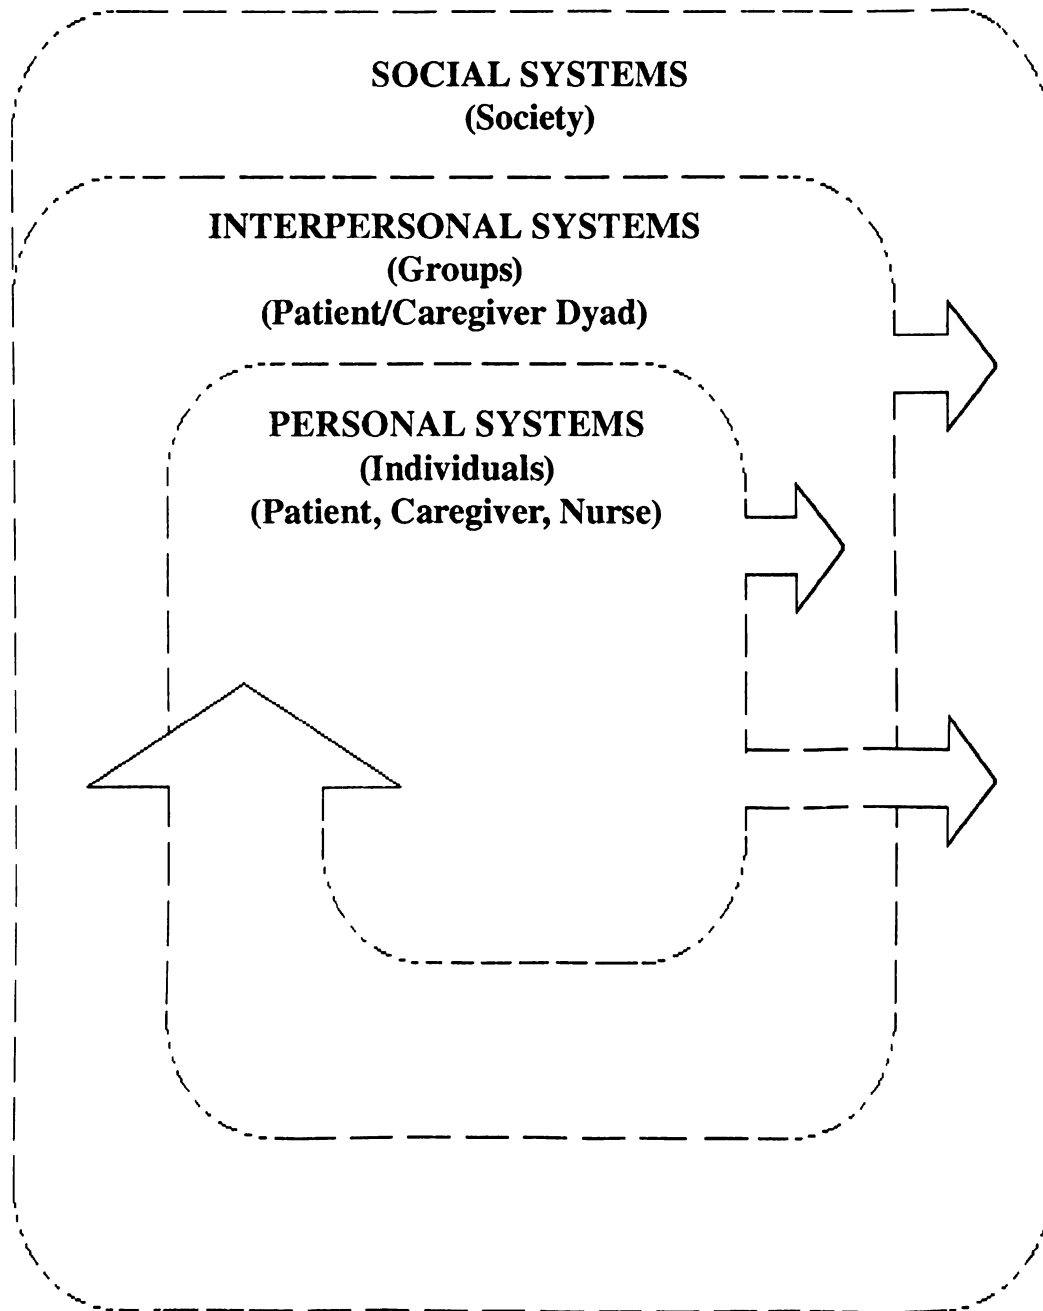 SOCIAL SYSTEMS
(Society)
INTERPERSONAL SYSTEMS
(Groups)
(Patient/Caregiver Dyad)
PERSONAL SYSTEMS
(Individuals)
(Patient, Caregiver, Nurse)